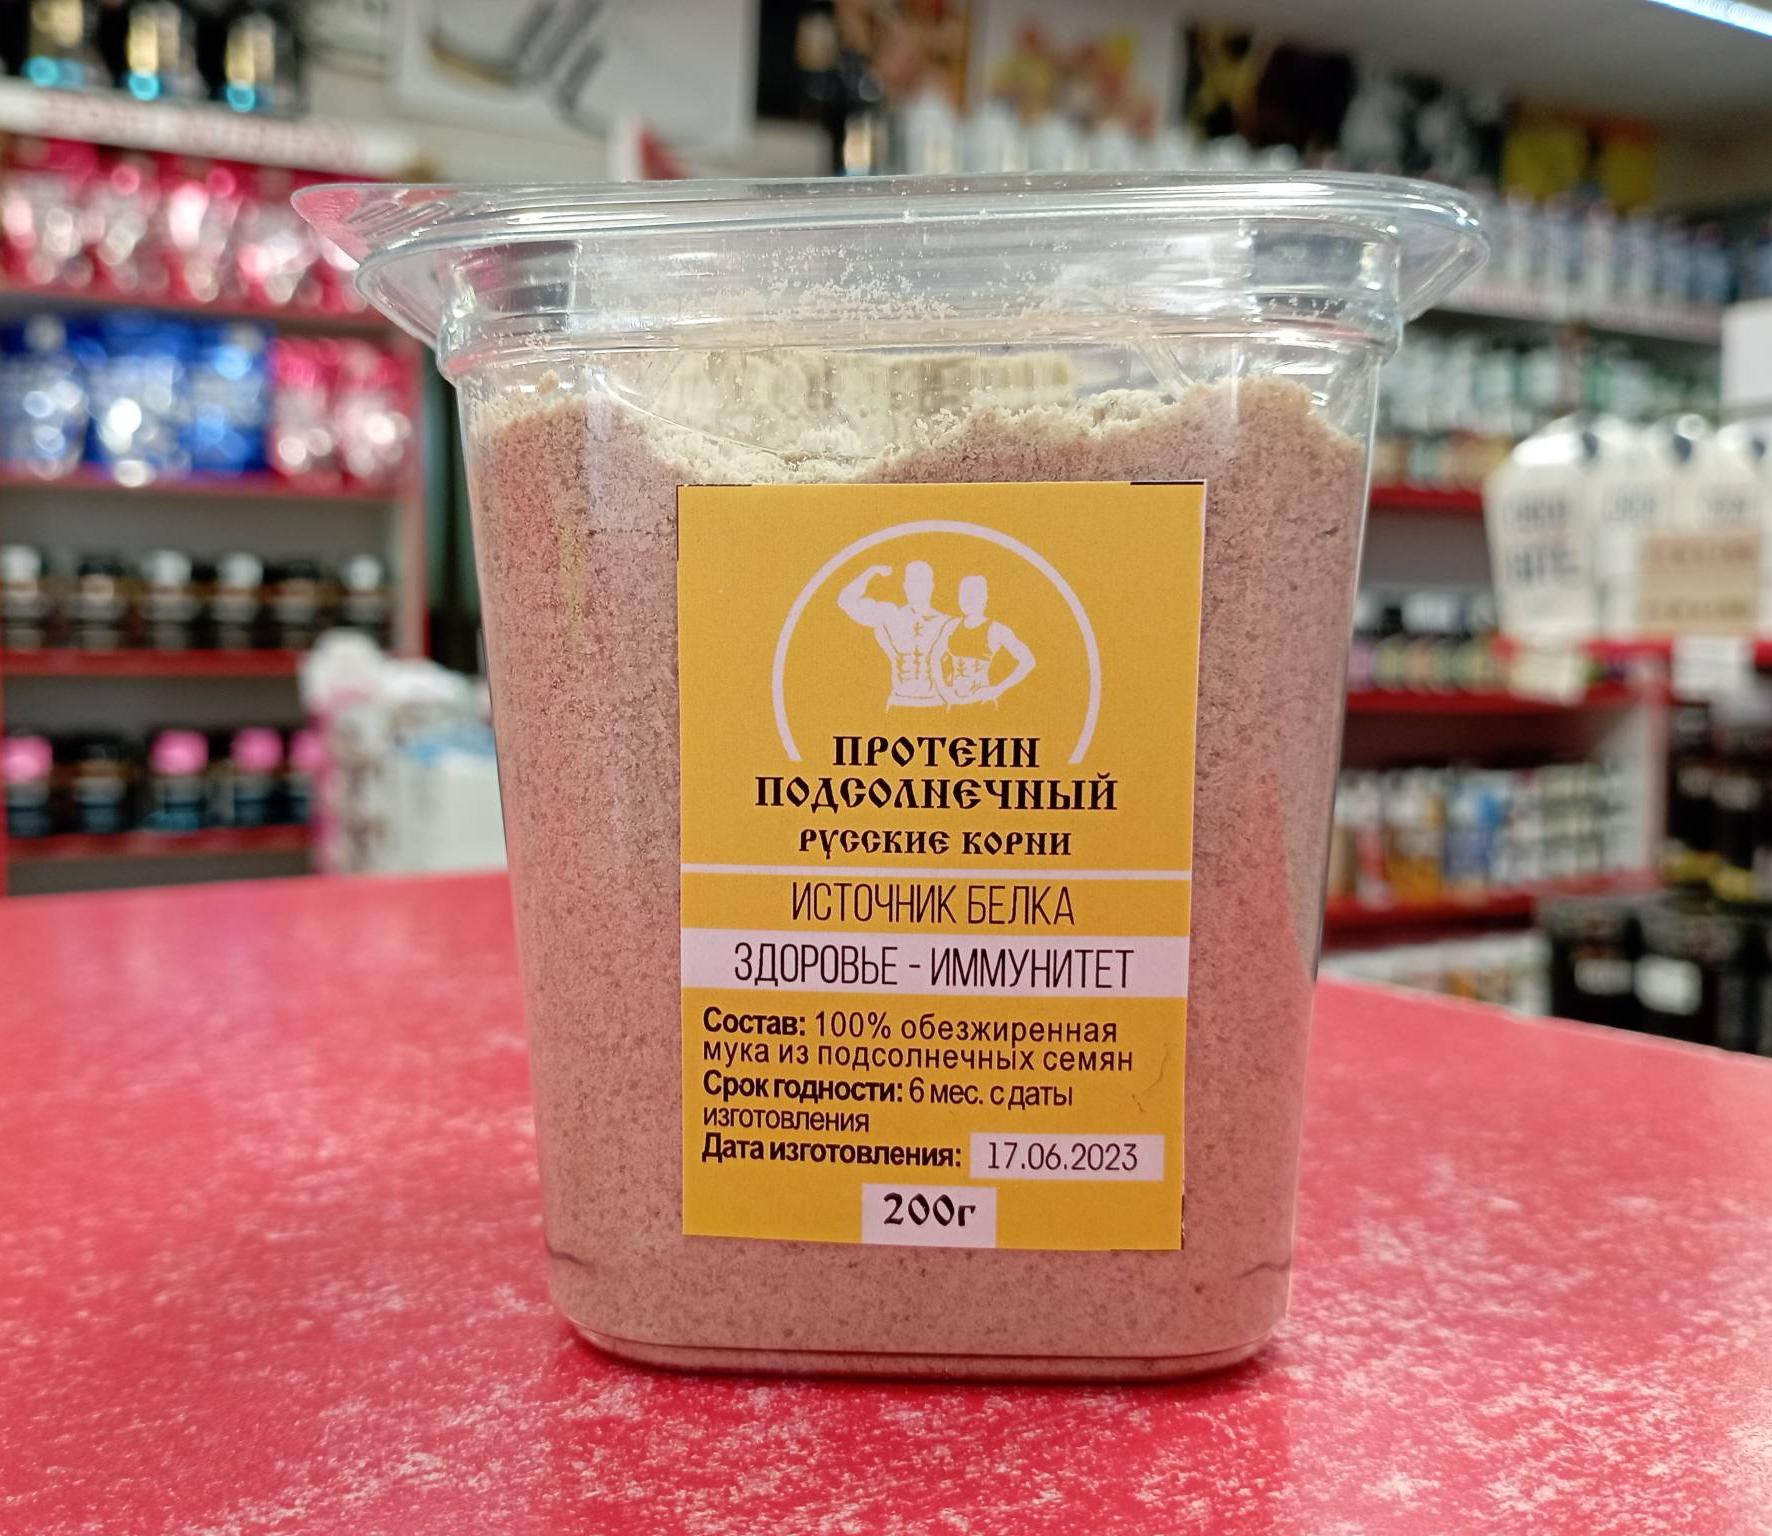 ПРОТЕИН
ПОДСОЛНЕЧНЫЙ
РУССКИЕ КОРНИ
ИСТОЧНИК БЕЛКА
ЗДОРОВЬЕ - ИММУНИТЕТ
Состав: 100% обезжиренная
мука из подсолнечных семян
Срок годности: 6 мес. с даты
изготовления
Дата изготовления: 17.06.2023
200г